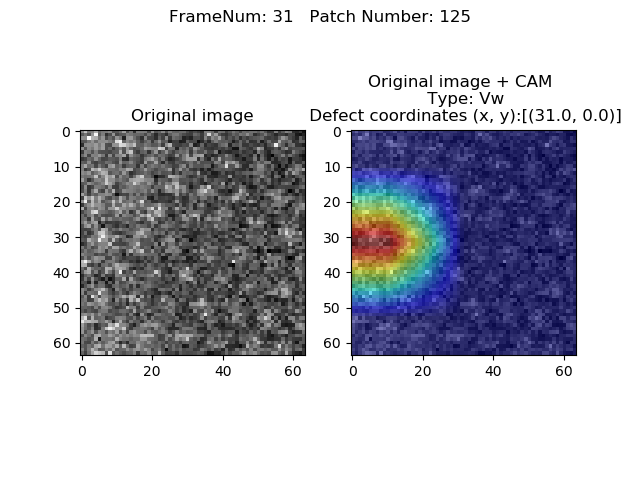 FrameNum: 31   Patch Number: 125
Original image
Original image + CAM
Type: Vw
Defect coordinates (x, y):[(31.0, 0.0)]
0
10
20
30
40
50
60
0 20 40 60
0
10
20
30
40
50
60
0 20 40 60